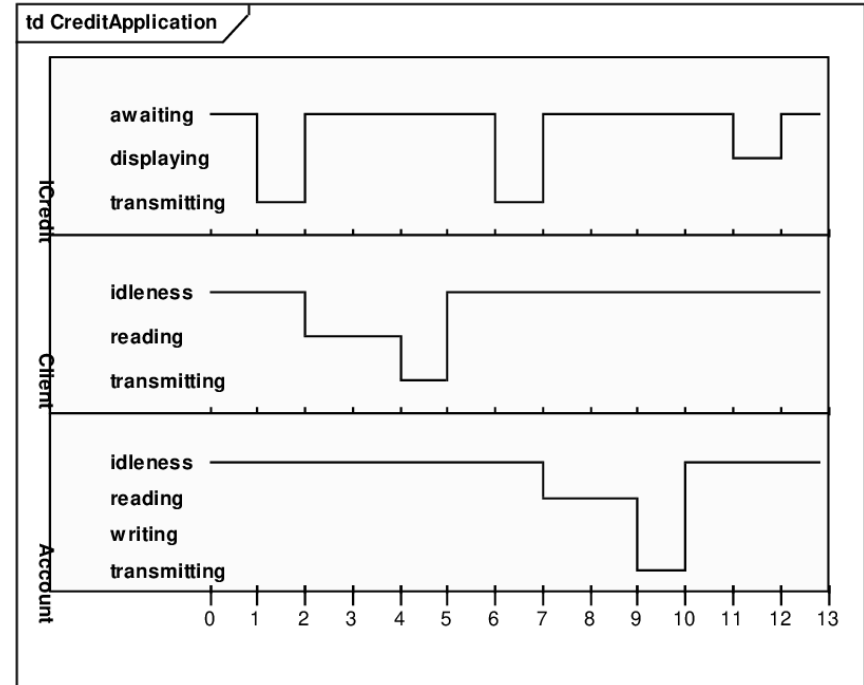 td CreditApplication
ICredit
awaiting
displaying
transmitting
Client
idleness
reading
transmitting
Account
idleness
reading
writing
transmitting
0 1 2 3 4 5 6 7 8 9 10 11 12 13